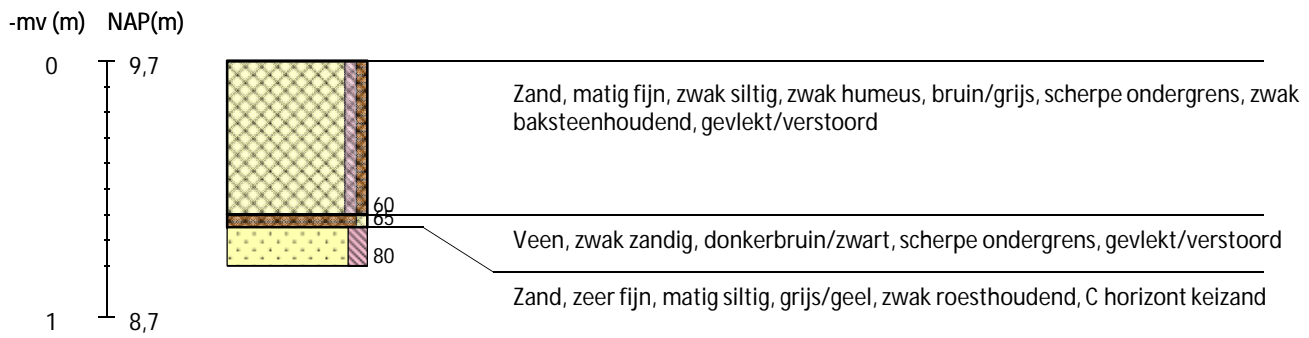 -mv (m) NAP(m)
0 9,7
Zand, matig fijn, zwak siltig, zwak humeus, bruin/grijs, scherpe ondergrens, zwak
baksteenhoudend, gevlekt/verstoord
60
65
Veen, zwak zandig, donkerbruin/zwart, scherpe ondergrens, gevlekt/verstoord
80
Zand, zeer fijn, matig siltig, grijs/geel, zwak roesthoudend, C horizont keizand
1 8,7